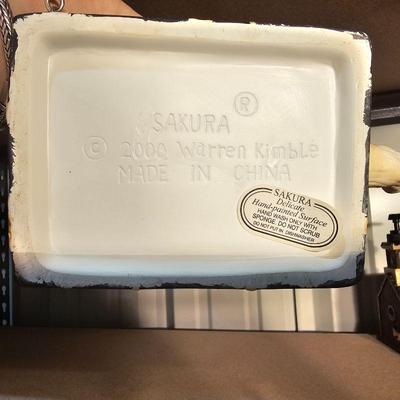 SAKURA ®
© 2000 Warren Kimble
MADE IN CHINA
SAKURA
Delicate
Hand-painted Surface
HAND WASH ONLY WITH
SPONGE DO NOT SCRUB
DO NOT PUT IN DISHWASHER